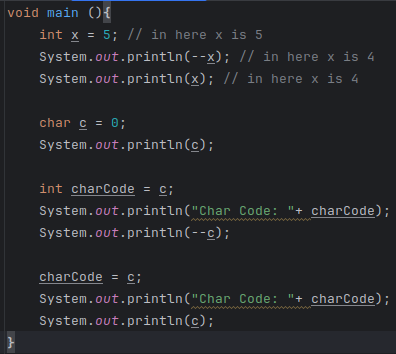 void main (){
int x = 5; // in here x is 5
System.out.println(--x); // in here x is 4
System.out.println(x); // in here x is 4
char c = 0;
System.out.println(c);
int charCode = c;
System.out.println("Char Code: "+ charCode);
System.out.println(--c);
charCode = c;
System.out.println("Char Code: "+ charCode);
System.out.println(c);
}